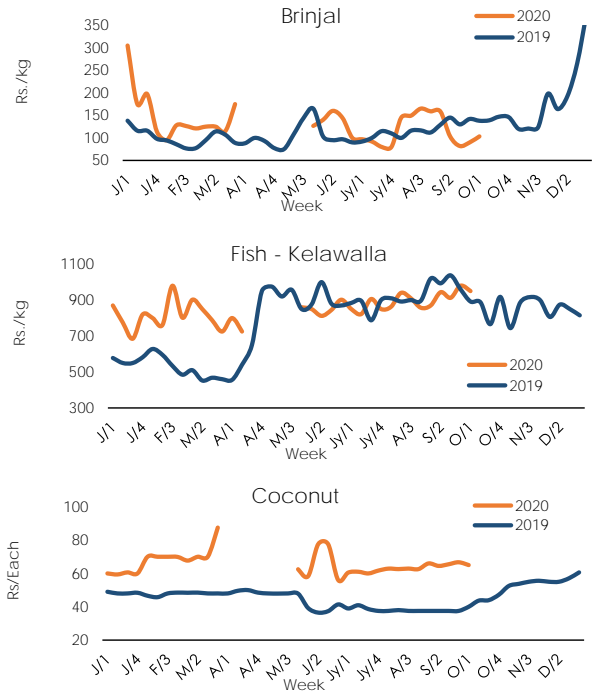 Brinjal
2020
2019
Rs./kg
350
300
250
200
150
100
50
J/1
J/4
F/3
M/2
A/1
A/4
M/3
J/2
Jy/1
Jy/4
A/3
S/2
O/1
O/4
N/3
D/2
Week
Fish - Kelawalla
Rs./kg
1100
900
700
500
300
2020
2019
J/1
J/4
F/3
M/2
A/1
A/4
M/3
J/2
Jy/1
Jy/4
A/3
S/2
O/1
O/4
N/3
D/2
Week
Coconut
2020
2019
Rs/Each
100
80
60
40
20
J/1
J/4
F/3
M/2
A/1
A/4
M/3
J/2
Jy/1
Jy/4
A/3
S/2
O/1
O/4
N/3
D/2
Week